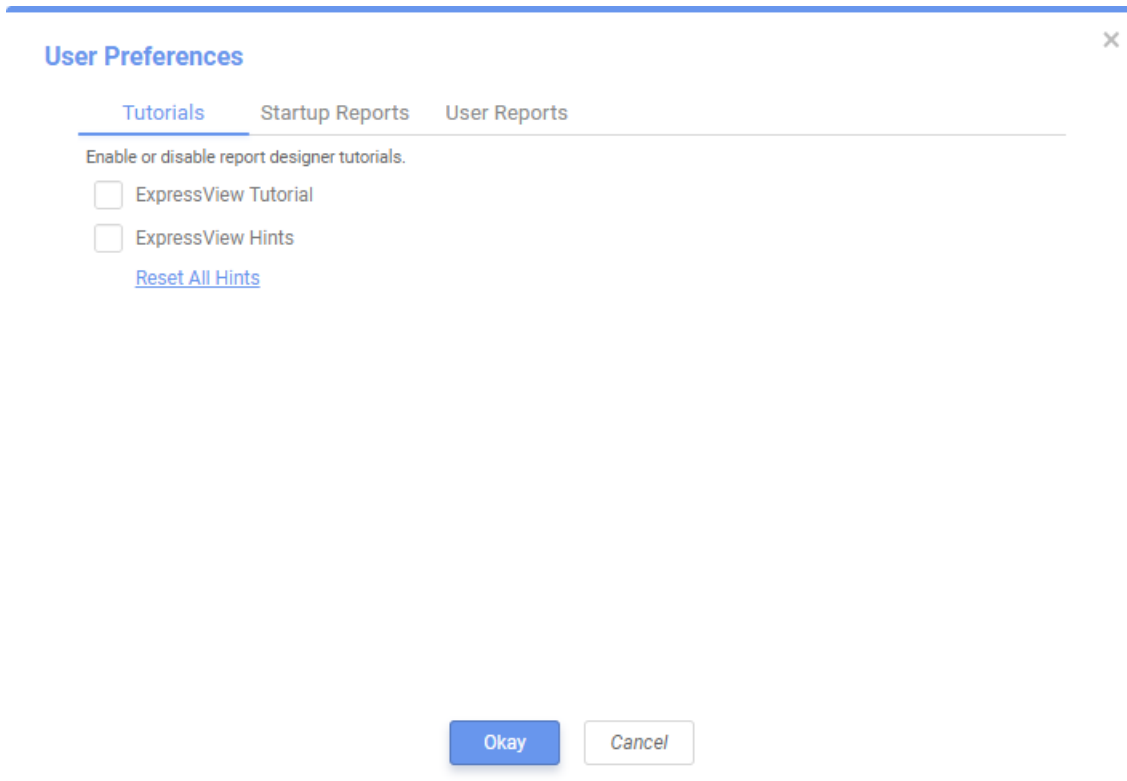 User Preferences
Tutorials Startup Reports User Reports
Enable or disable report designer tutorials.
ExpressView Tutorial
ExpressView Hints
Reset All Hints
Okay Cancel